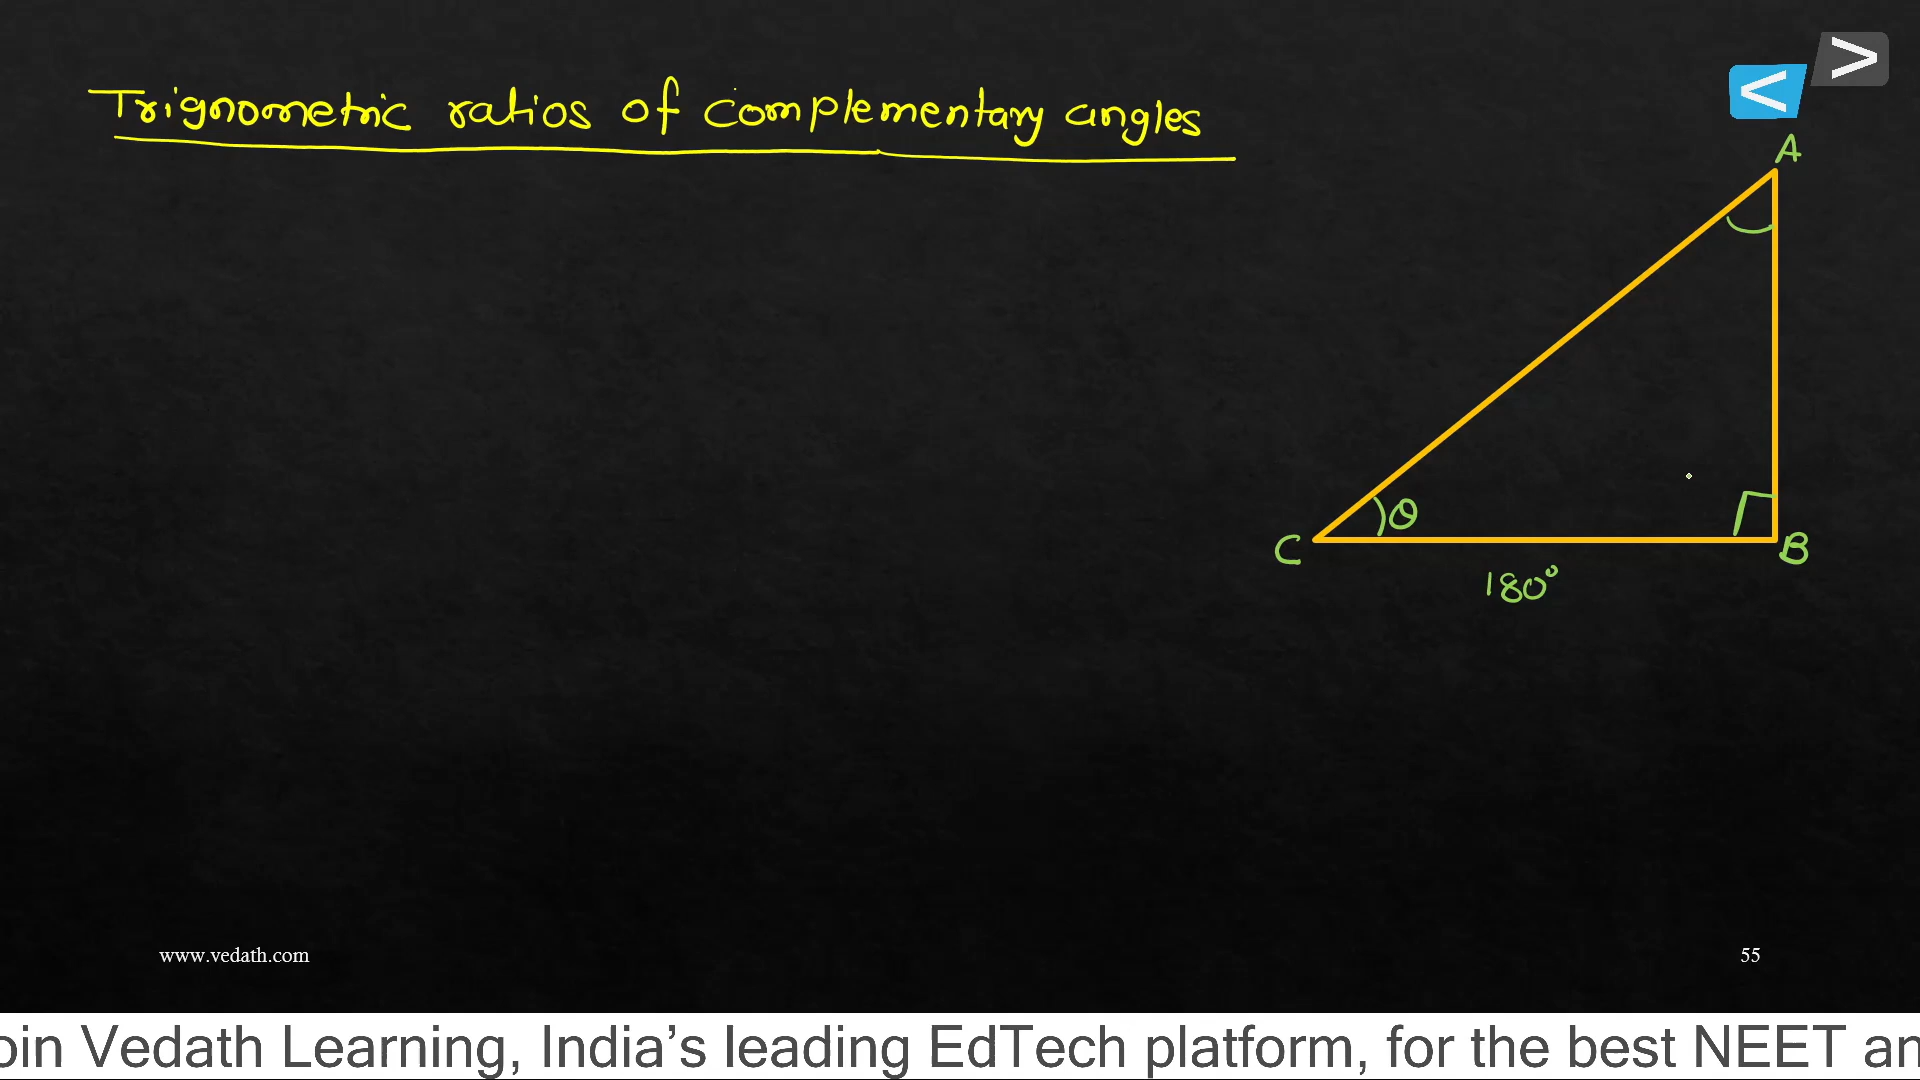 Trignometric ratios of complementary angles
< >
A
θ
C
B
180°
www.vedath.com
55
oin Vedath Learning, India’s leading EdTech platform, for the best NEET an